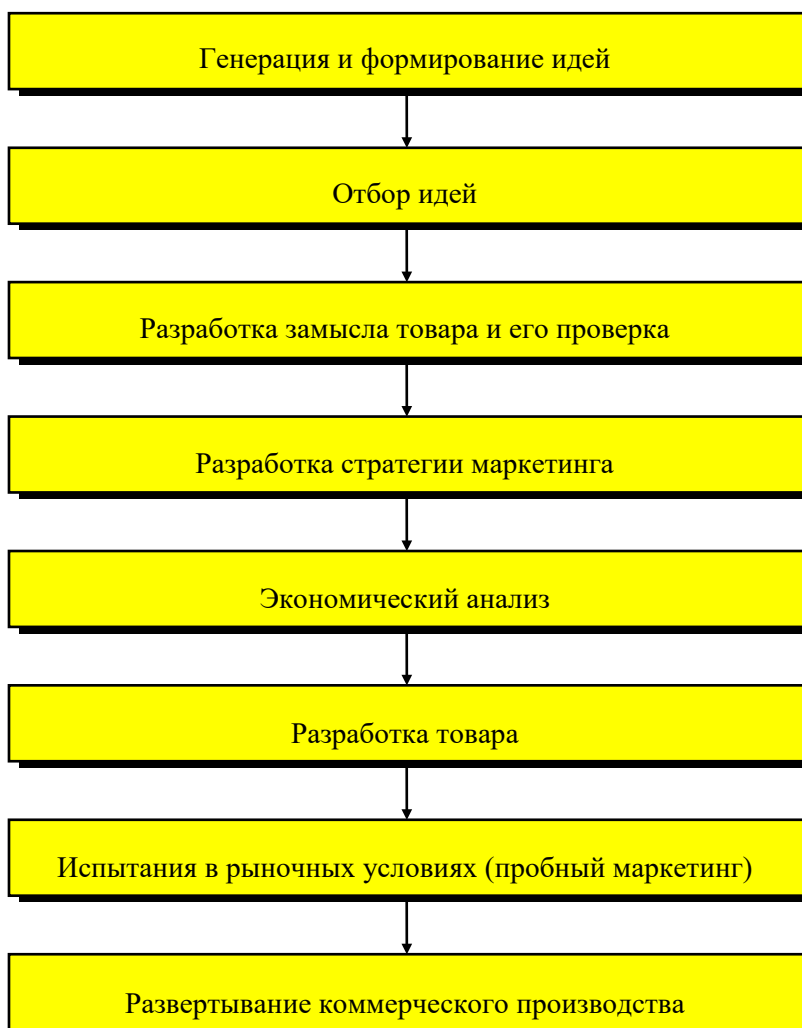 Генерация и формирование идей
Отбор идей
Разработка замысла товара и его проверка
Разработка стратегии маркетинга
Экономический анализ
Разработка товара
Испытания в рыночных условиях (пробный маркетинг)
Развертывание коммерческого производства